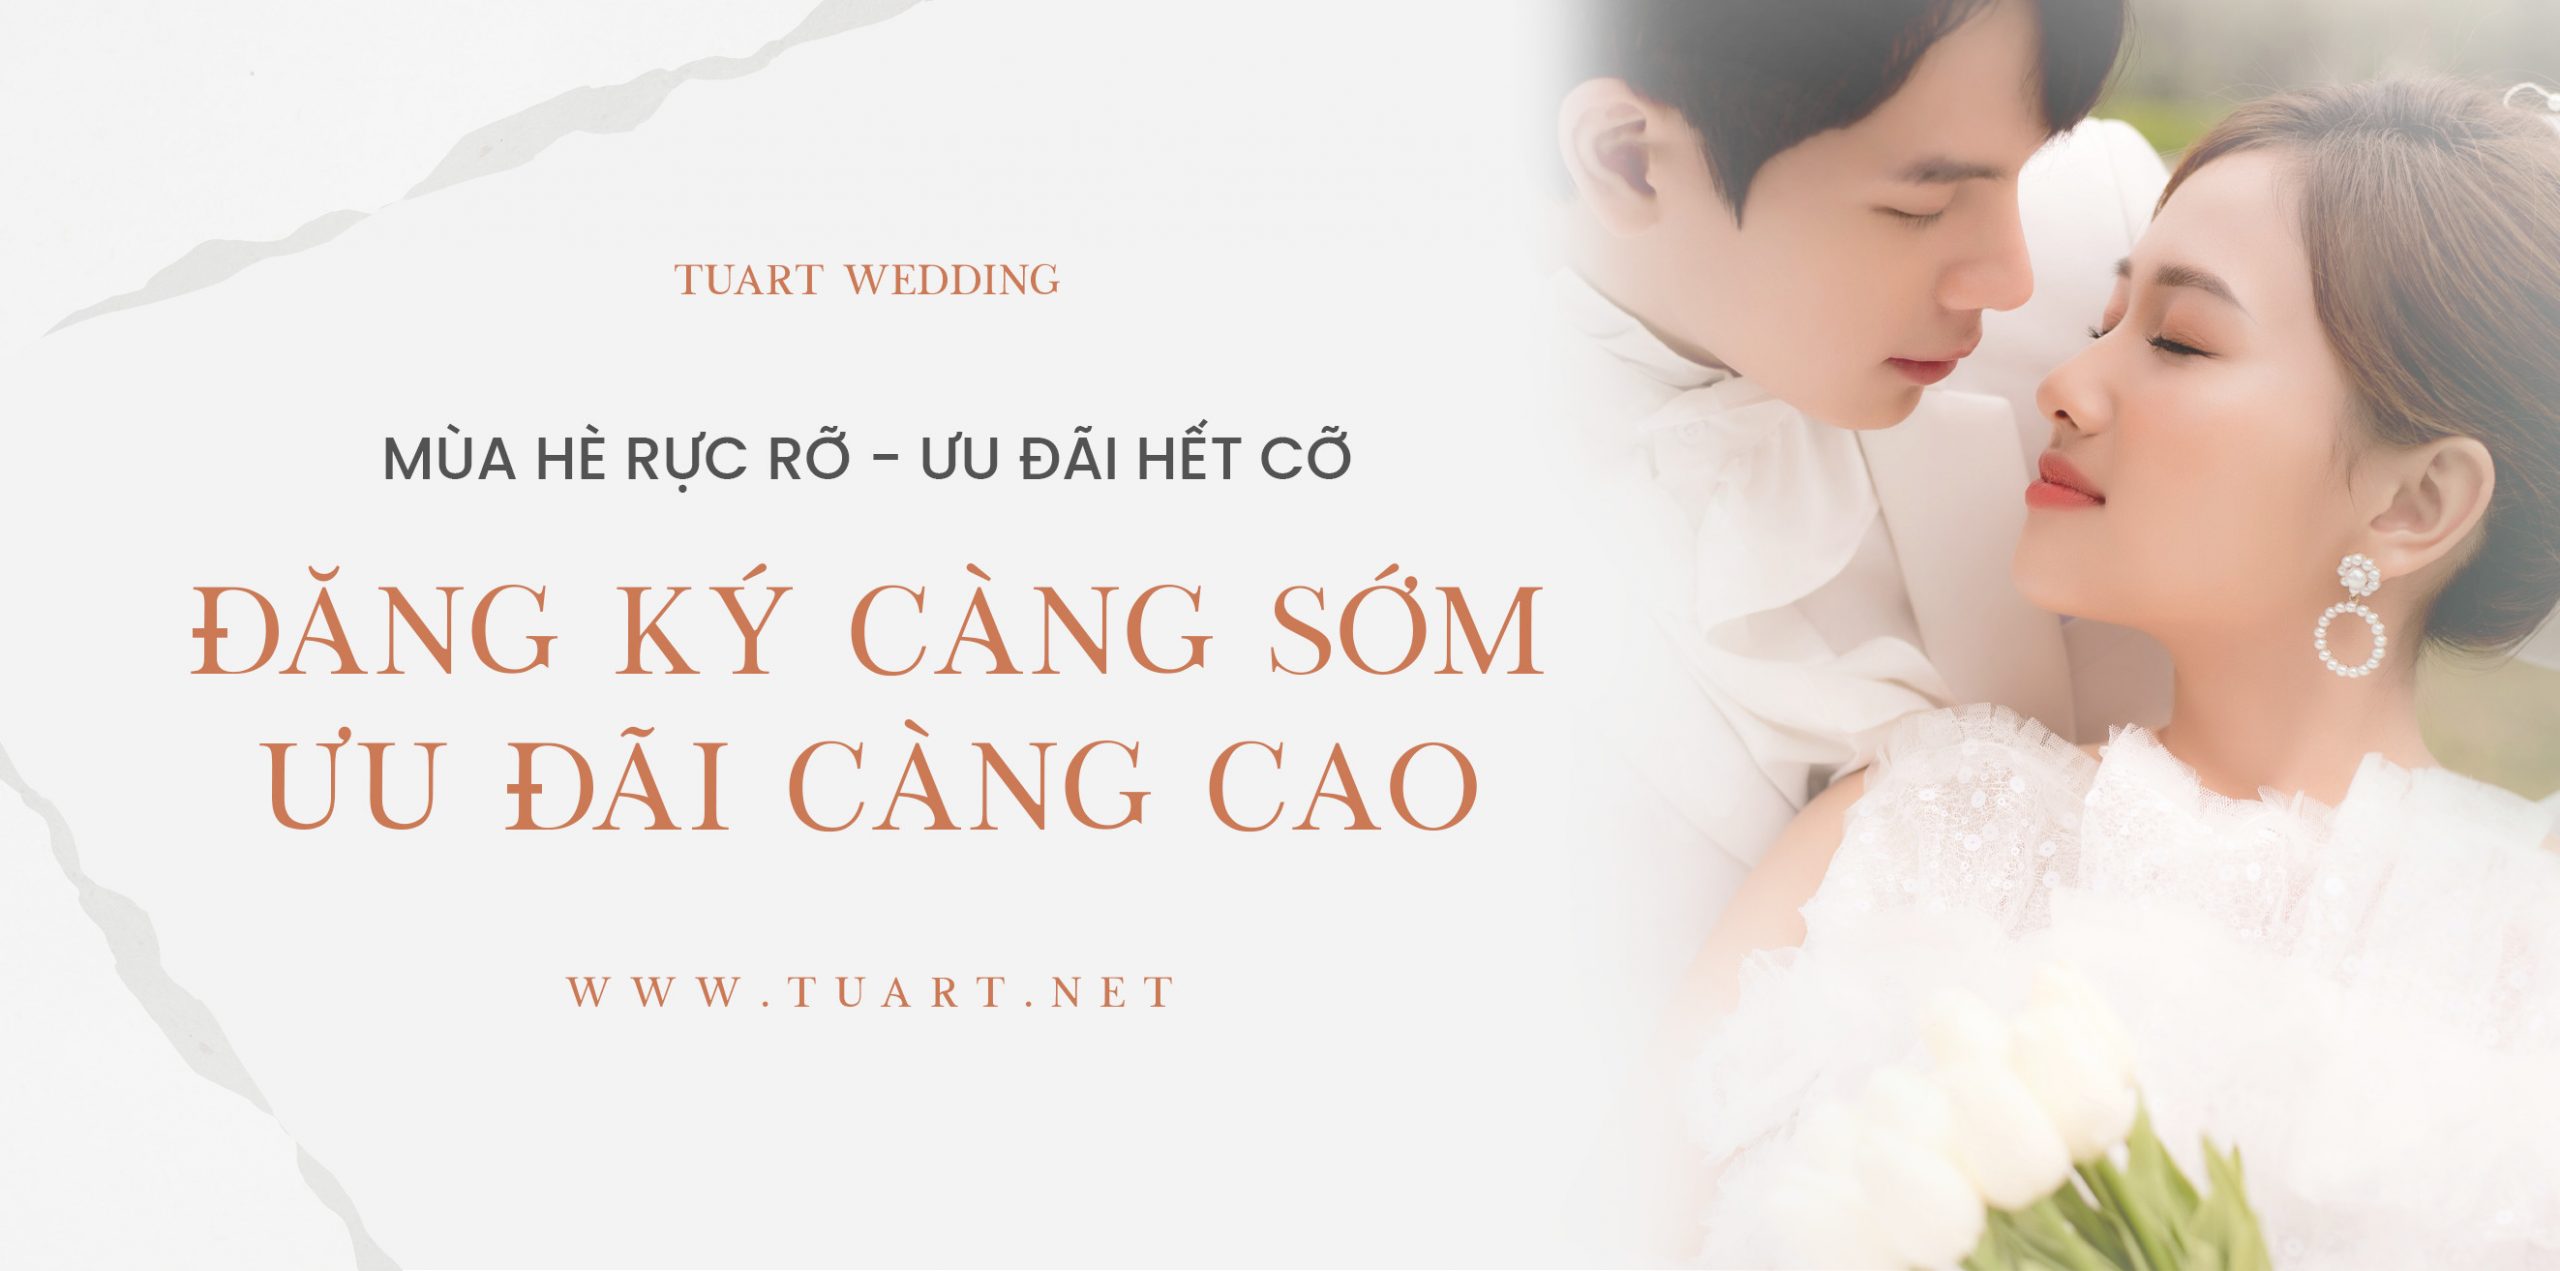 TUART WEDDING
MÙA HÈ RỰC RỠ - ƯU ĐÃI HẾT CỠ
ĐĂNG KÝ CÀNG SỚM
ƯU ĐÃI CÀNG CAO
WWW.TUART.NET